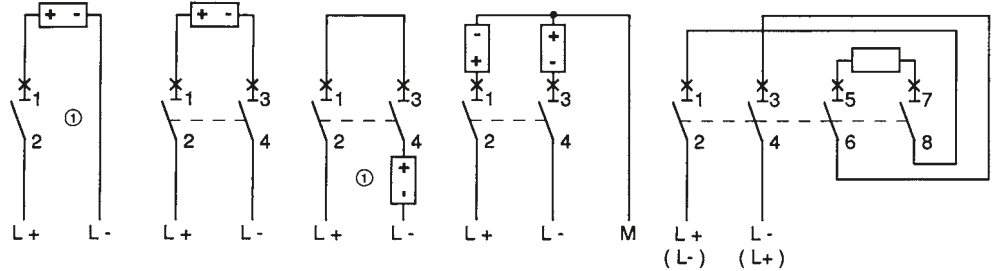 + -
+ -
- +
+ -
1
1 3
1 3
1 3
1 3 5 7
①
2
2 4
2 4
2 4
2 4 6 8
①
+ -
L+ L-
L+ L-
L+ L-
L+ L- M
L+ L-
(L-) (L+)